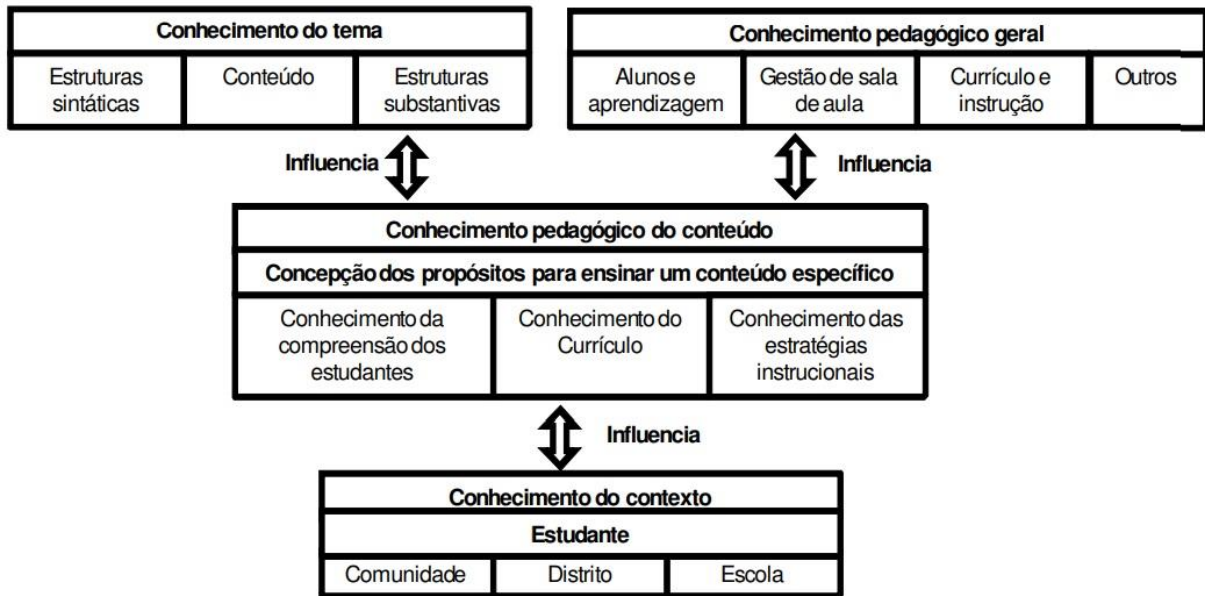 Conhecimento do tema
Estruturas
sintáticas
Conteúdo
Estruturas
substantivas
Conhecimento pedagógico geral
Alunos e
aprendizagem
Gestão de sala
de aula
Currículo e
instrução
Outros
Influencia
Influencia
Conhecimento pedagógico do conteúdo
Concepção dos propósitos para ensinar um conteúdo específico
Conhecimento da
compreensão dos
estudantes
Conhecimento do
Currículo
Conhecimento das
estratégias
instrucionais
Influencia
Conhecimento do contexto
Estudante
Comunidade
Distrito
Escola